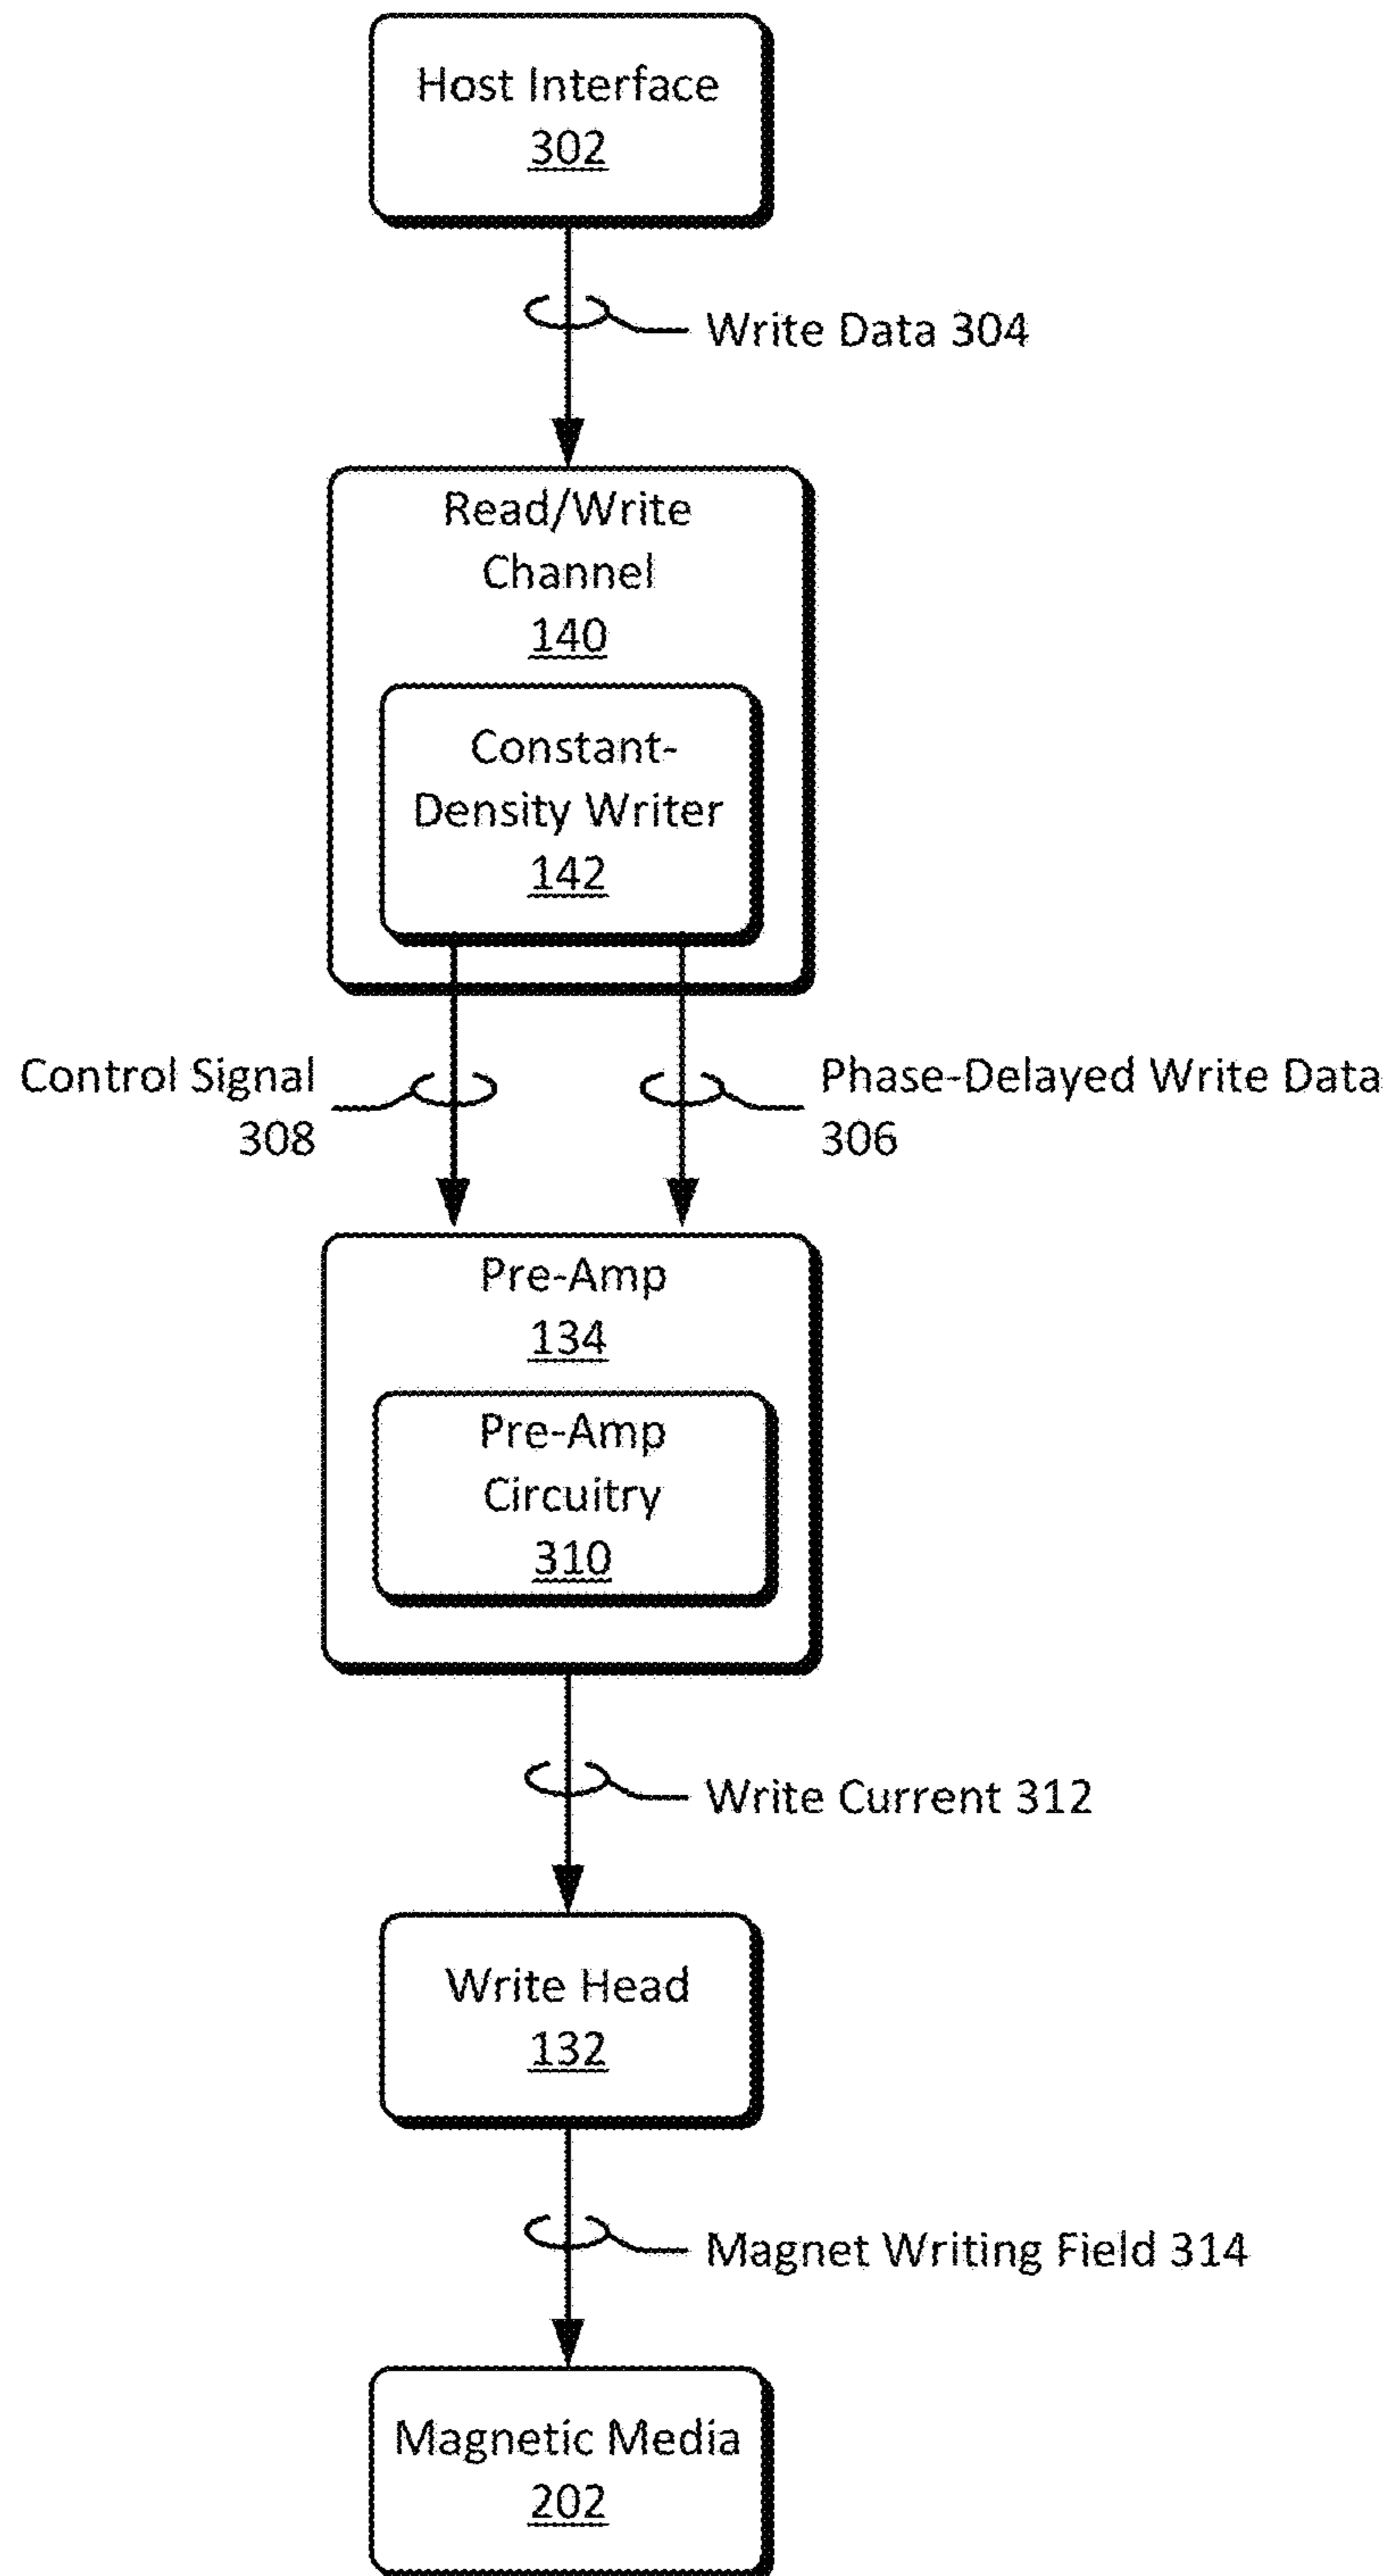 Host Interface
302
Write Data 304
Read/Write
Channel
140
Constant-
Density Writer
142
Control Signal
308
Phase-Delayed Write Data
306
Pre-Amp
134
Pre-Amp
Circuitry
310
Write Current 312
Write Head
132
Magnet Writing Field 314
Magnetic Media
202